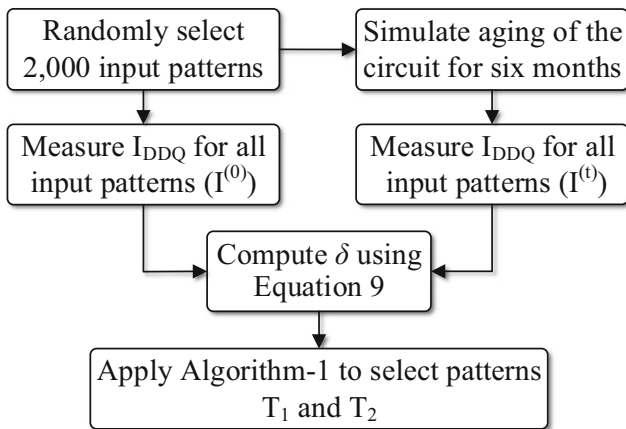 Randomly select
2,000 input patterns
Simulate aging of the
circuit for six months
Measure I_DDQ for all
input patterns (I^(0))
Measure I_DDQ for all
input patterns (I^(t))
Compute δ using
Equation 9
Apply Algorithm-1 to select patterns
T₁ and T₂